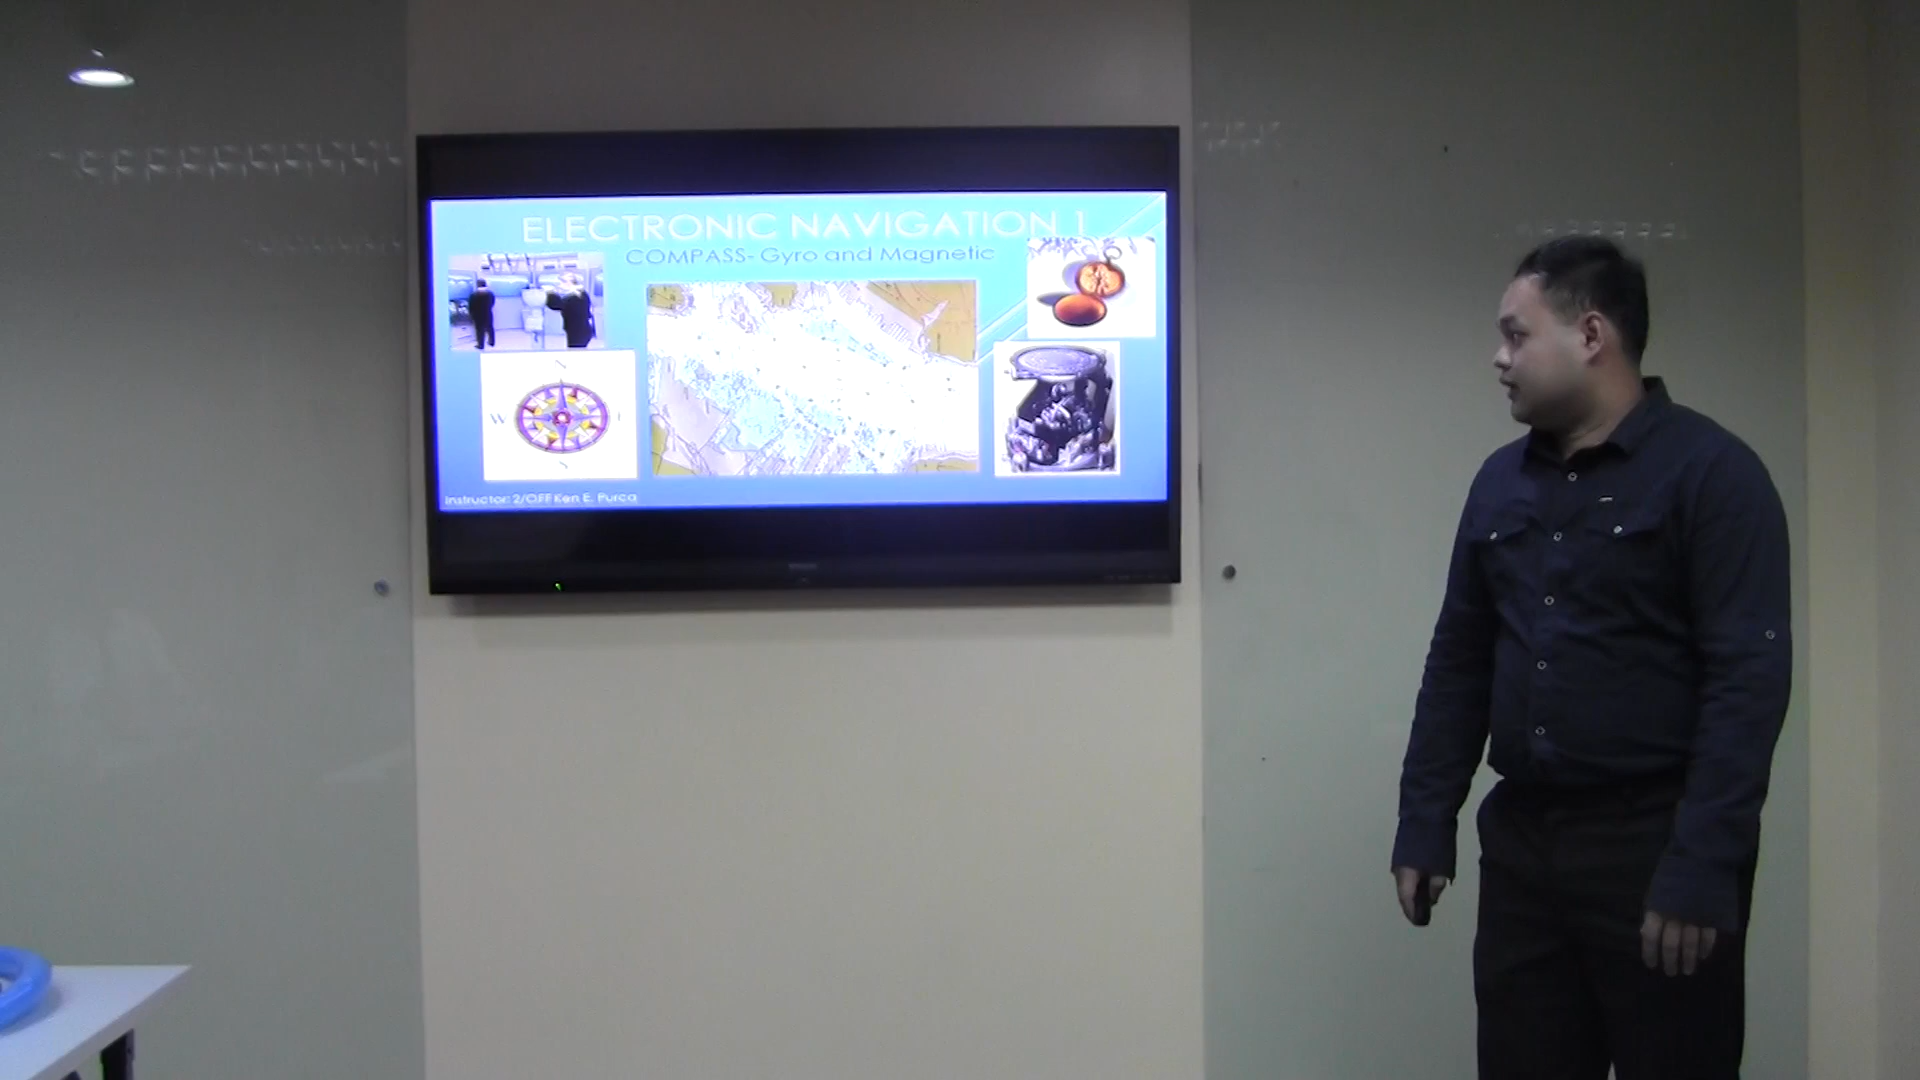 ELECTRONIC NAVIGATION 1
COMPASS- Gyro and Magnetic
N
W
S
Instructor: 2/OFF Ken E. Purca